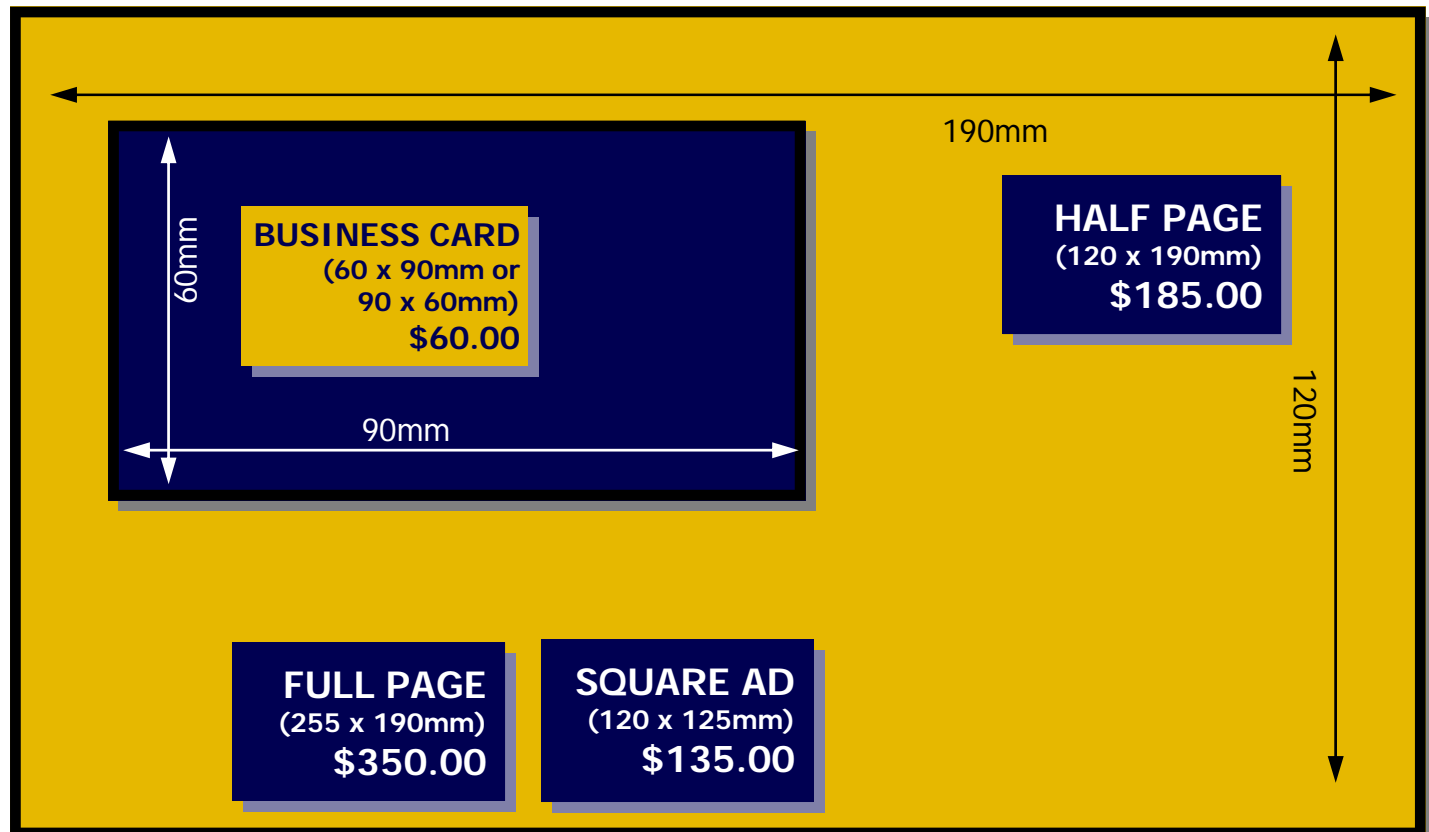 190mm
60mm
BUSINESS CARD
(60 x 90mm or
90 x 60mm)
$60.00
90mm
HALF PAGE
(120 x 190mm)
$185.00
120mm
FULL PAGE
(255 x 190mm)
$350.00
SQUARE AD
(120 x 125mm)
$135.00